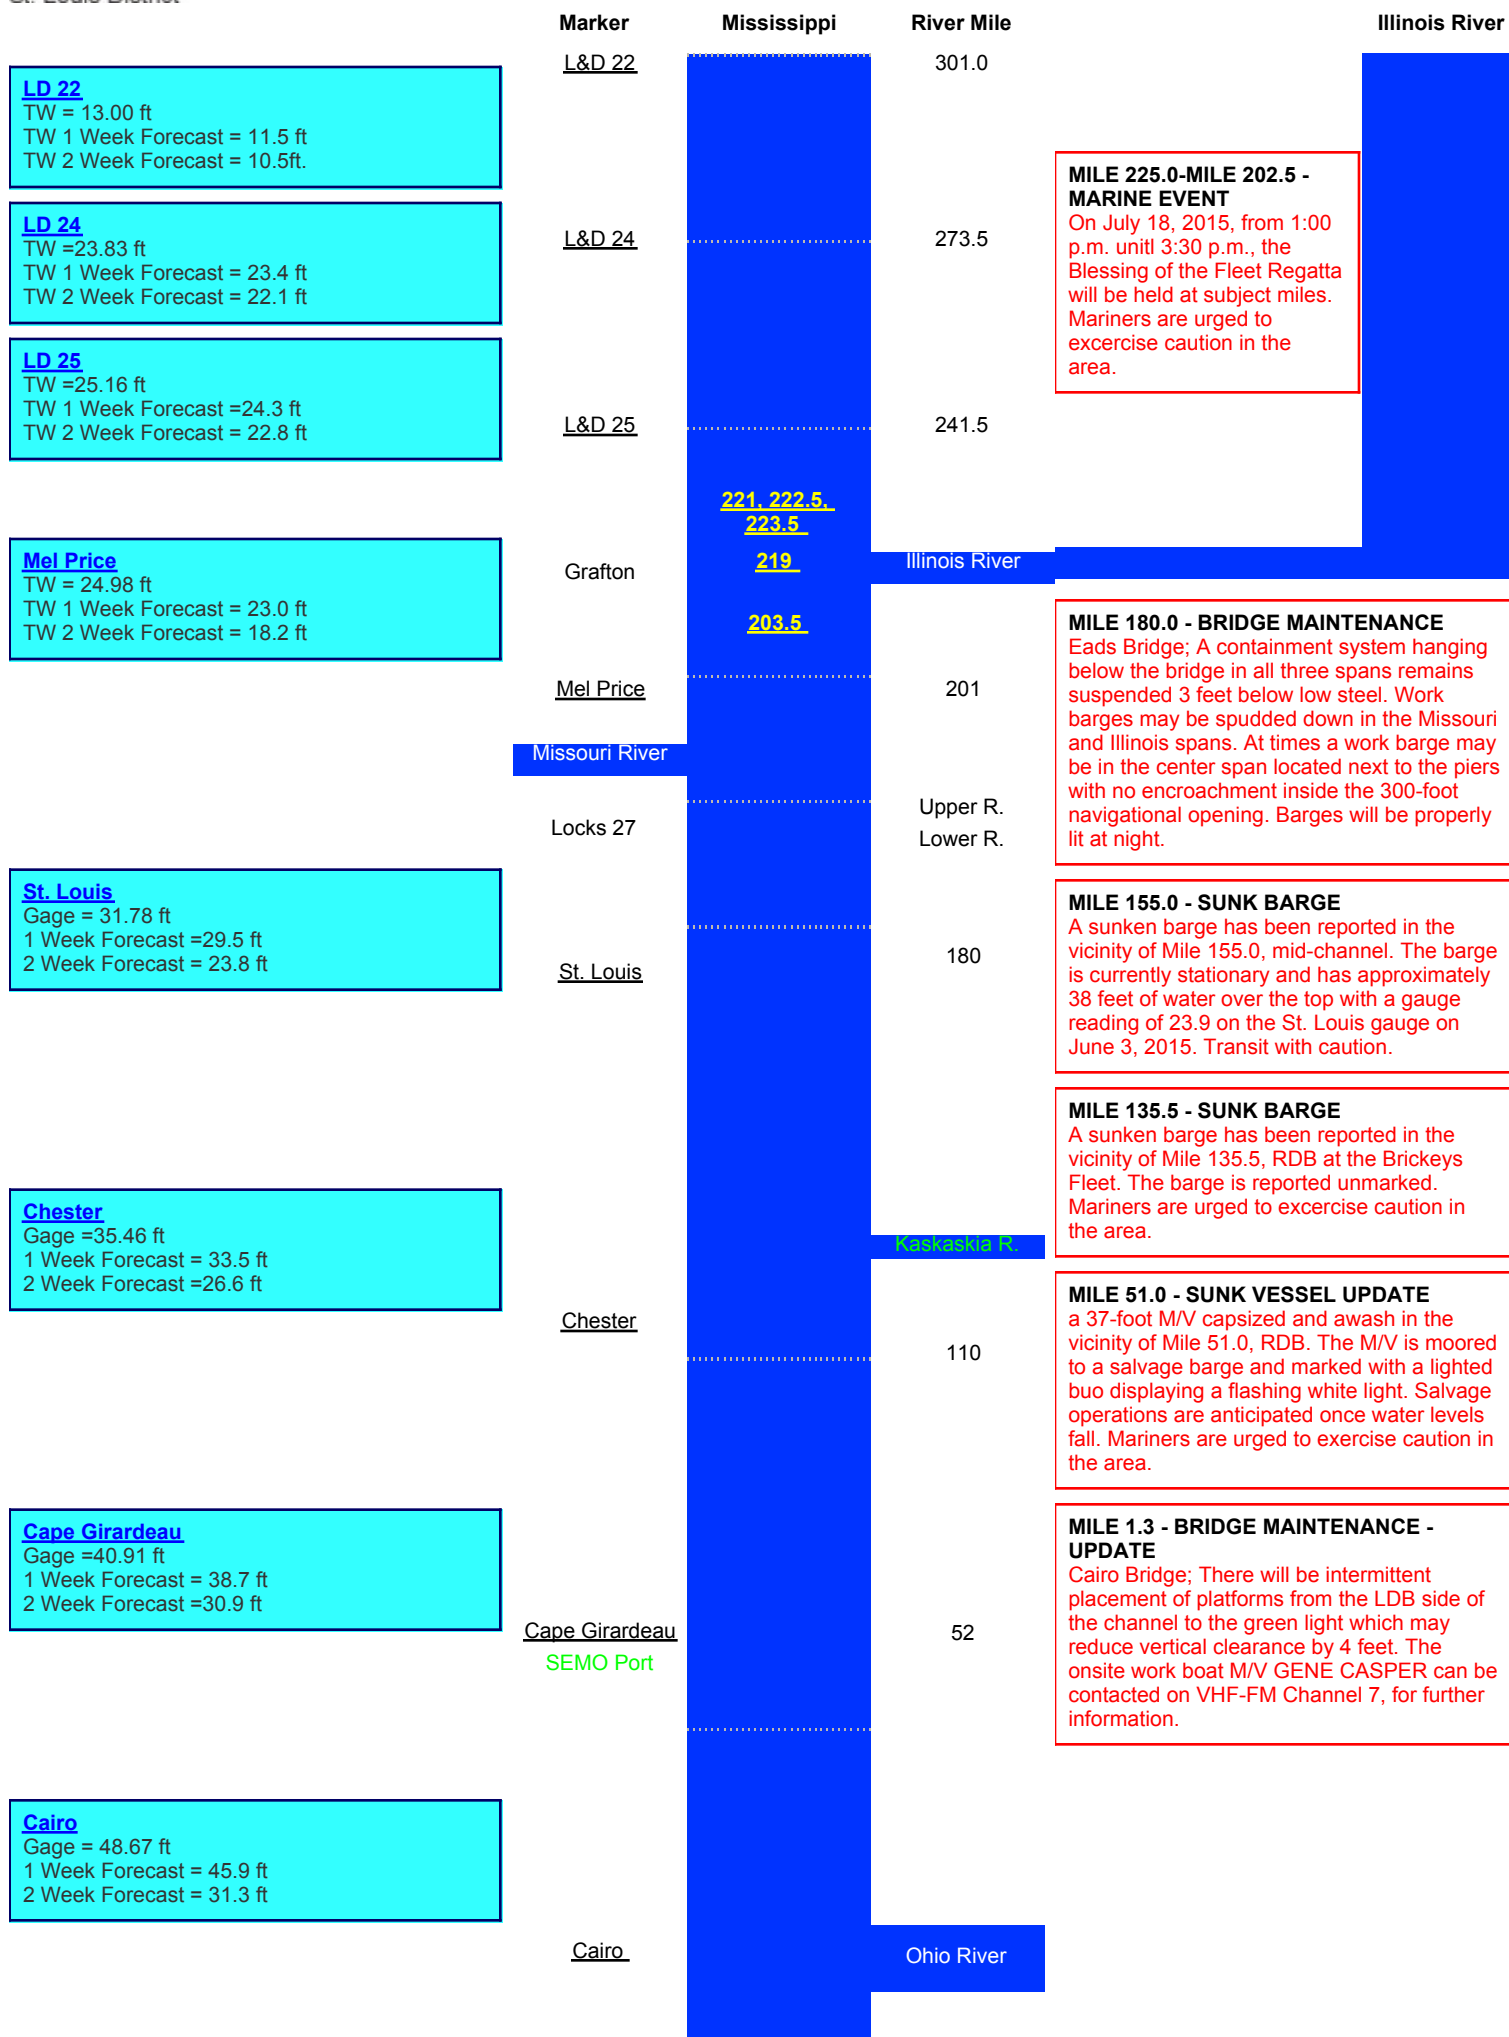 Marker Mississippi River Mile Illinois River
L&D 22 301.0
LD 22
TW = 13.00 ft
TW 1 Week Forecast = 11.5 ft
TW 2 Week Forecast = 10.5ft.
LD 24
TW =23.83 ft
TW 1 Week Forecast = 23.4 ft
TW 2 Week Forecast = 22.1 ft
L&D 24 273.5
MILE 225.0-MILE 202.5 -
MARINE EVENT
On July 18, 2015, from 1:00
p.m. unitl 3:30 p.m., the
Blessing of the Fleet Regatta
will be held at subject miles.
Mariners are urged to
excercise caution in the
area.
LD 25
TW =25.16 ft
TW 1 Week Forecast =24.3 ft
TW 2 Week Forecast = 22.8 ft
L&D 25 241.5
221, 222.5,
223.5
Mel Price
TW = 24.98 ft
TW 1 Week Forecast = 23.0 ft
TW 2 Week Forecast = 18.2 ft
Grafton 219 Illinois River
203.5
Mel Price 201
Missouri River
MILE 180.0 - BRIDGE MAINTENANCE
Eads Bridge; A containment system hanging
below the bridge in all three spans remains
suspended 3 feet below low steel. Work
barges may be spudded down in the Missouri
and Illinois spans. At times a work barge may
be in the center span located next to the piers
with no encroachment inside the 300-foot
navigational opening. Barges will be properly
lit at night.
Locks 27
Upper R.
Lower R.
St. Louis
Gage = 31.78 ft
1 Week Forecast =29.5 ft
2 Week Forecast = 23.8 ft
St. Louis 180
MILE 155.0 - SUNK BARGE
A sunken barge has been reported in the
vicinity of Mile 155.0, mid-channel. The barge
is currently stationary and has approximately
38 feet of water over the top with a gauge
reading of 23.9 on the St. Louis gauge on
June 3, 2015. Transit with caution.
MILE 135.5 - SUNK BARGE
A sunken barge has been reported in the
vicinity of Mile 135.5, RDB at the Brickeys
Fleet. The barge is reported unmarked.
Mariners are urged to excercise caution in
the area.
Chester
Gage =35.46 ft
1 Week Forecast = 33.5 ft
2 Week Forecast =26.6 ft
Kaskaskia R.
Chester 110
MILE 51.0 - SUNK VESSEL UPDATE
a 37-foot M/V capsized and awash in the
vicinity of Mile 51.0, RDB. The M/V is moored
to a salvage barge and marked with a lighted
buo displaying a flashing white light. Salvage
operations are anticipated once water levels
fall. Mariners are urged to exercise caution in
the area.
Cape Girardeau
Gage =40.91 ft
1 Week Forecast = 38.7 ft
2 Week Forecast =30.9 ft
Cape Girardeau 52
SEMO Port
MILE 1.3 - BRIDGE MAINTENANCE -
UPDATE
Cairo Bridge; There will be intermittent
placement of platforms from the LDB side of
the channel to the green light which may
reduce vertical clearance by 4 feet. The
onsite work boat M/V GENE CASPER can be
contacted on VHF-FM Channel 7, for further
information.
Cairo
Gage = 48.67 ft
1 Week Forecast = 45.9 ft
2 Week Forecast = 31.3 ft
Cairo Ohio River